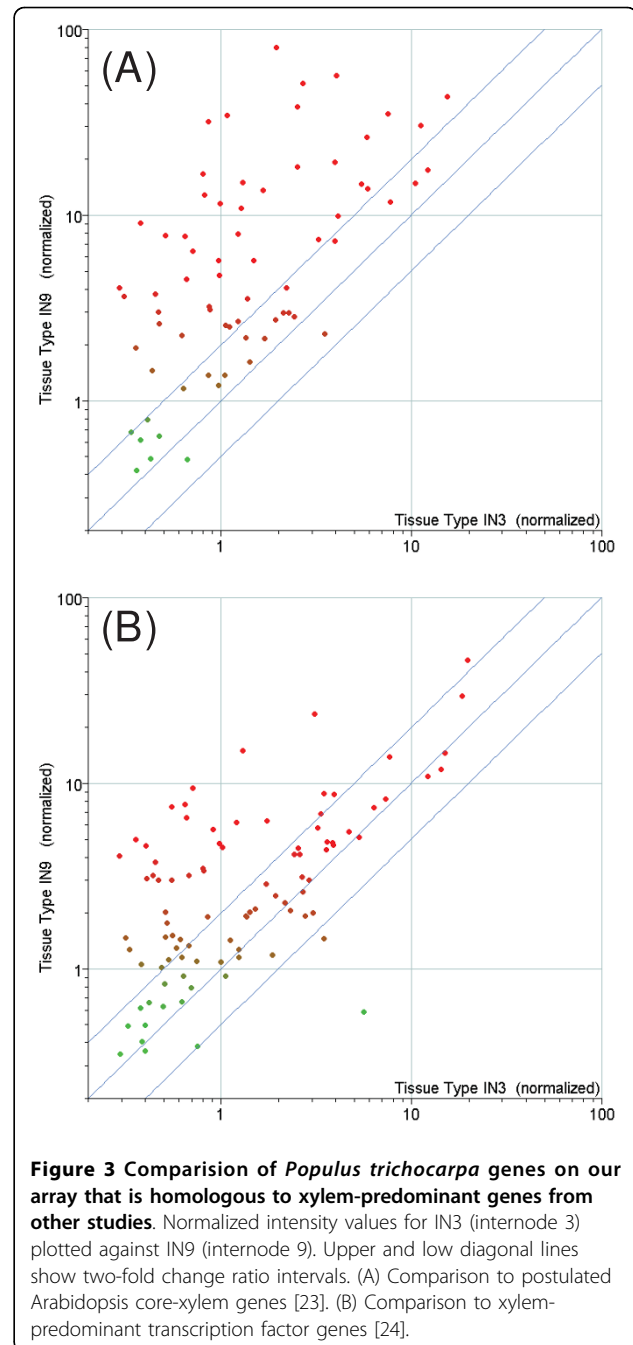 (A)
100
10
1
Tissue Type IN9 (normalized)
Tissue Type IN3 (normalized)
1
10
100
(B)
100
10
1
Tissue Type IN9 (normalized)
Tissue Type IN3 (normalized)
1
10
100
Figure 3 Comparision of Populus trichocarpa genes on our
array that is homologous to xylem-predominant genes from
other studies. Normalized intensity values for IN3 (internode 3)
plotted against IN9 (internode 9). Upper and low diagonal lines
show two-fold change ratio intervals. (A) Comparison to postulated
Arabidopsis core-xylem genes [23]. (B) Comparison to xylem-
predominant transcription factor genes [24].